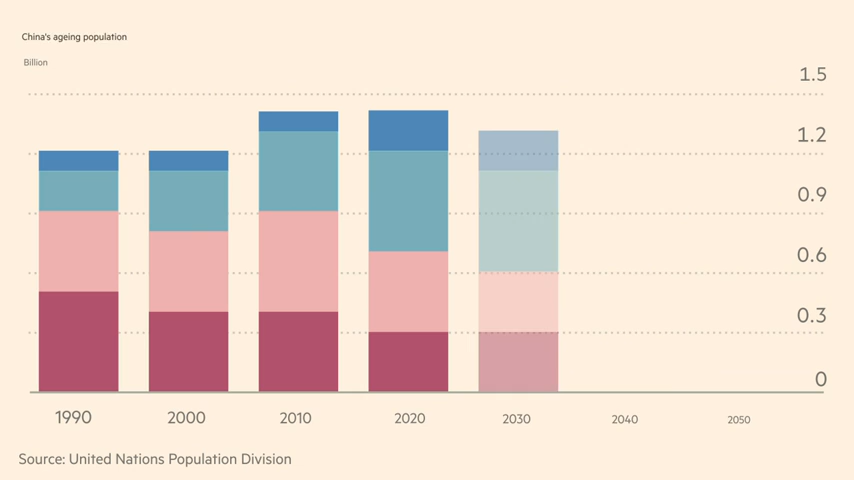 China's ageing population
Billion
1.5
1.2
0.9
0.6
0.3
0
1990 2000 2010 2020 2030 2040 2050
Source: United Nations Population Division